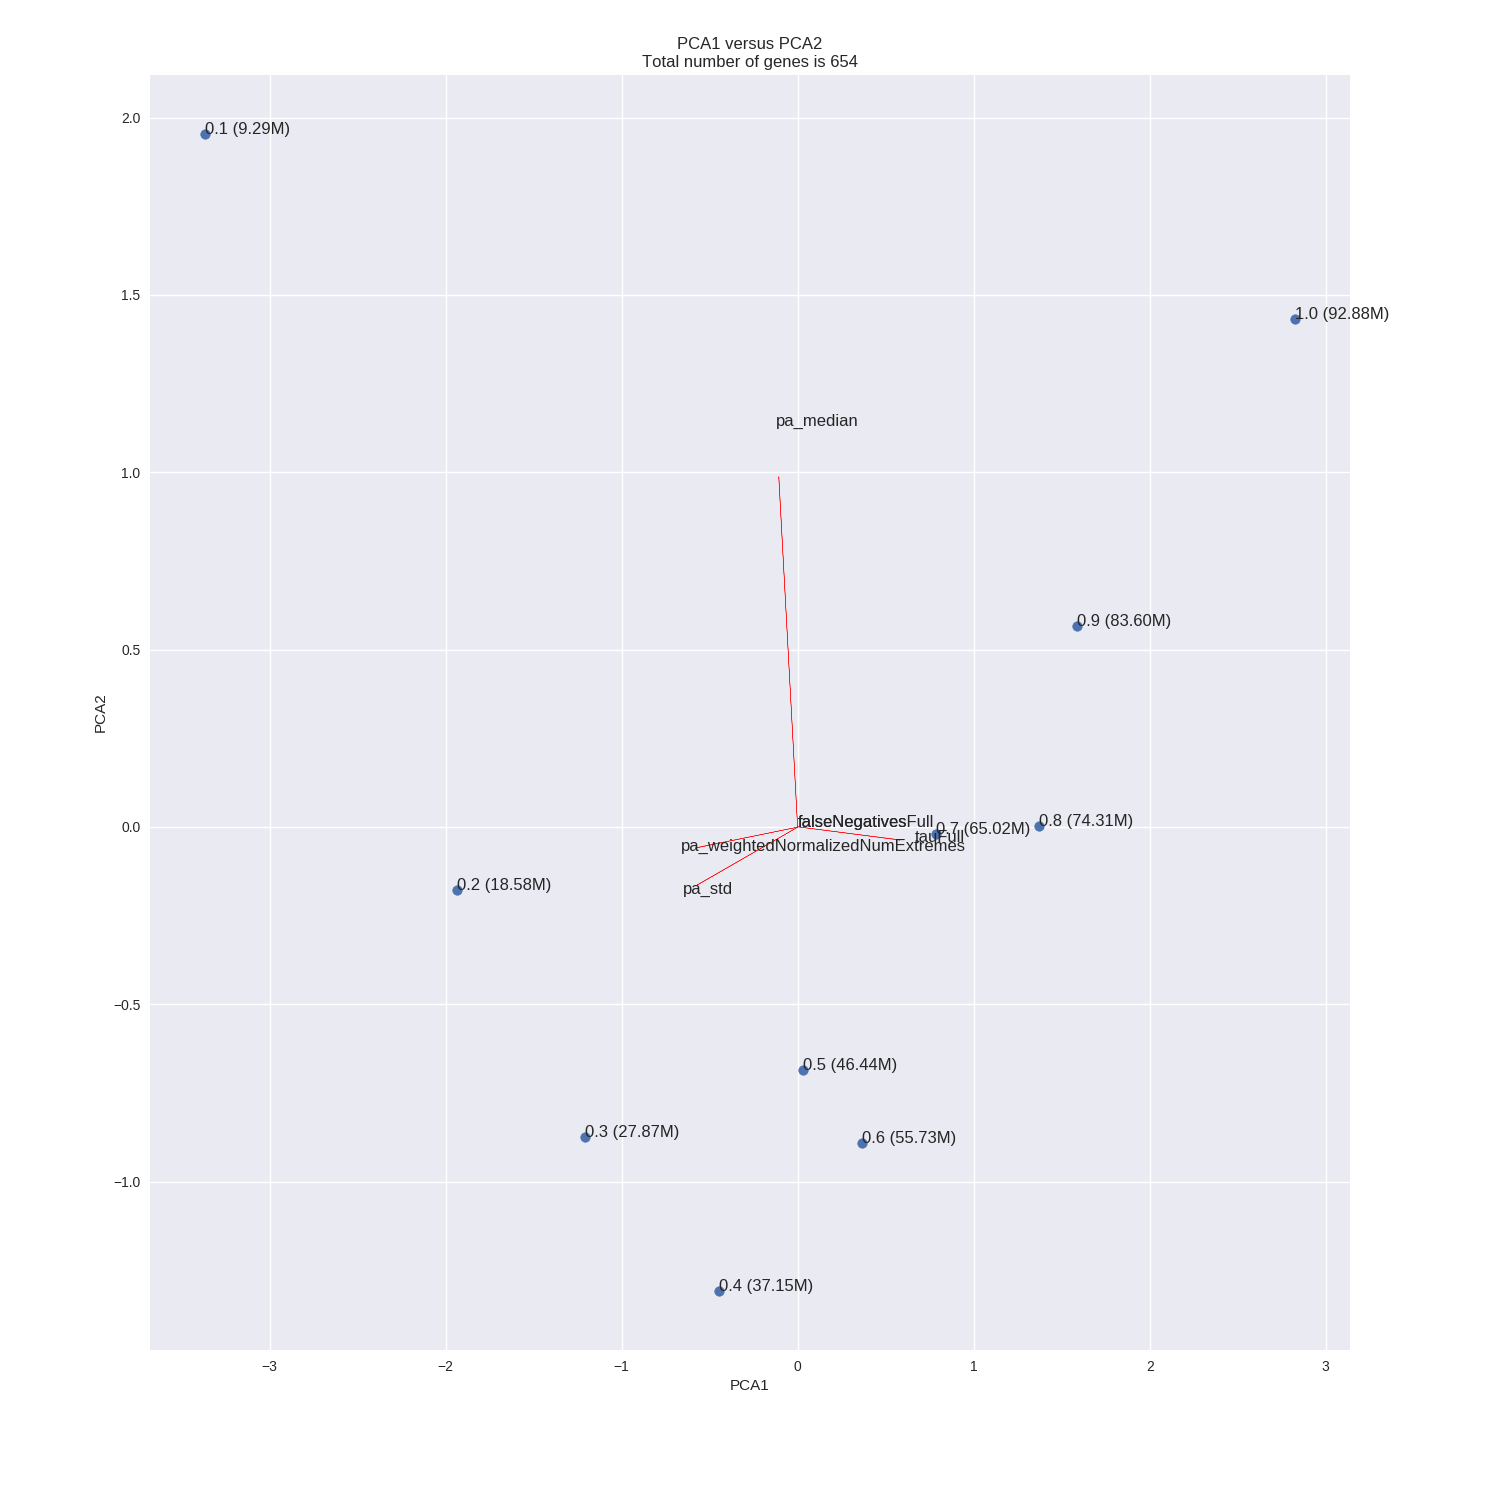 PCA1 versus PCA2
Total number of genes is 654
2.0
0.1 (9.29M)
1.5
1.0 (92.88M)
pa_median
1.0
0.9 (83.60M)
0.5
PCA2
0.0
falseNegativesFull
0.7 (65.02M)
0.8 (74.31M)
tauFull
pa_weightedNormalizedNumExtremes
0.2 (18.58M)
pa_std
−0.5
0.5 (46.44M)
0.3 (27.87M)
0.6 (55.73M)
−1.0
0.4 (37.15M)
−3 −2 −1 0 1 2 3
PCA1